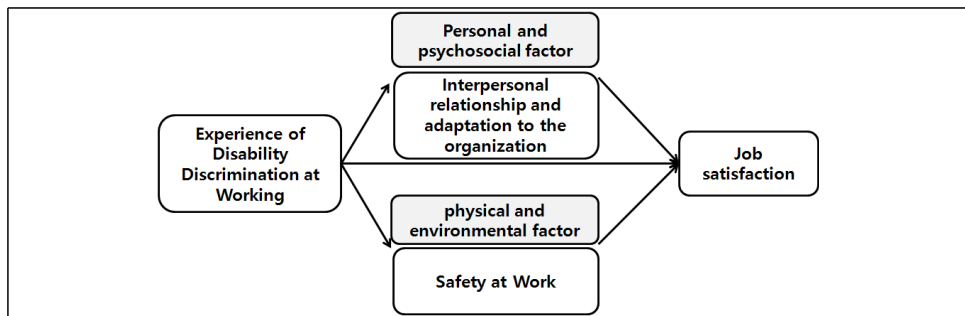 Personal and
psychosocial factor
Interpersonal
relationship and
adaptation to the
organization
Experience of
Disability
Discrimination at
Working
Job
satisfaction
physical and
environmental factor
Safety at Work